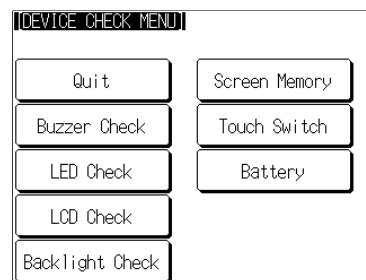 [DEVICE CHECK MENU]
Quit
Screen Memory
Buzzer Check
Touch Switch
LED Check
Battery
LCD Check
Backlight Check